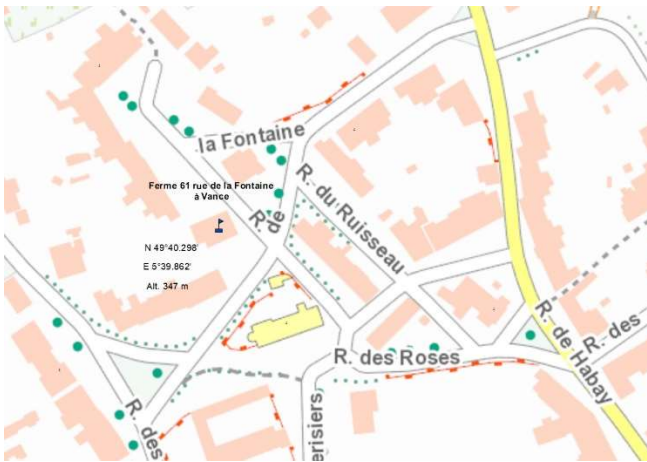 la Fontaine
Ferme 61 rue de la Fontaine
à Vance
R. de
R. du Ruisseau
N 49°40.298'
E 5°39.862'
Alt. 347 m
R. de Habay
R. des
R. des Roses
R. des
erisiers